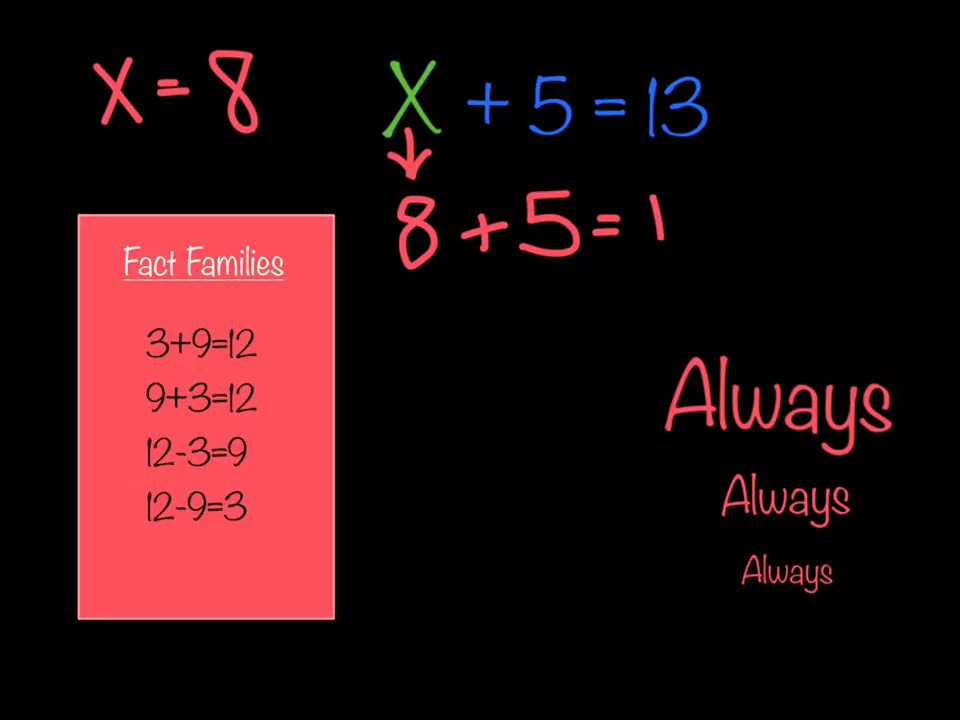 X = 8
X + 5 = 13
8 + 5 = 1
Fact Families
3+9=12
9+3=12
12-3=9
12-9=3
Always
Always
Always